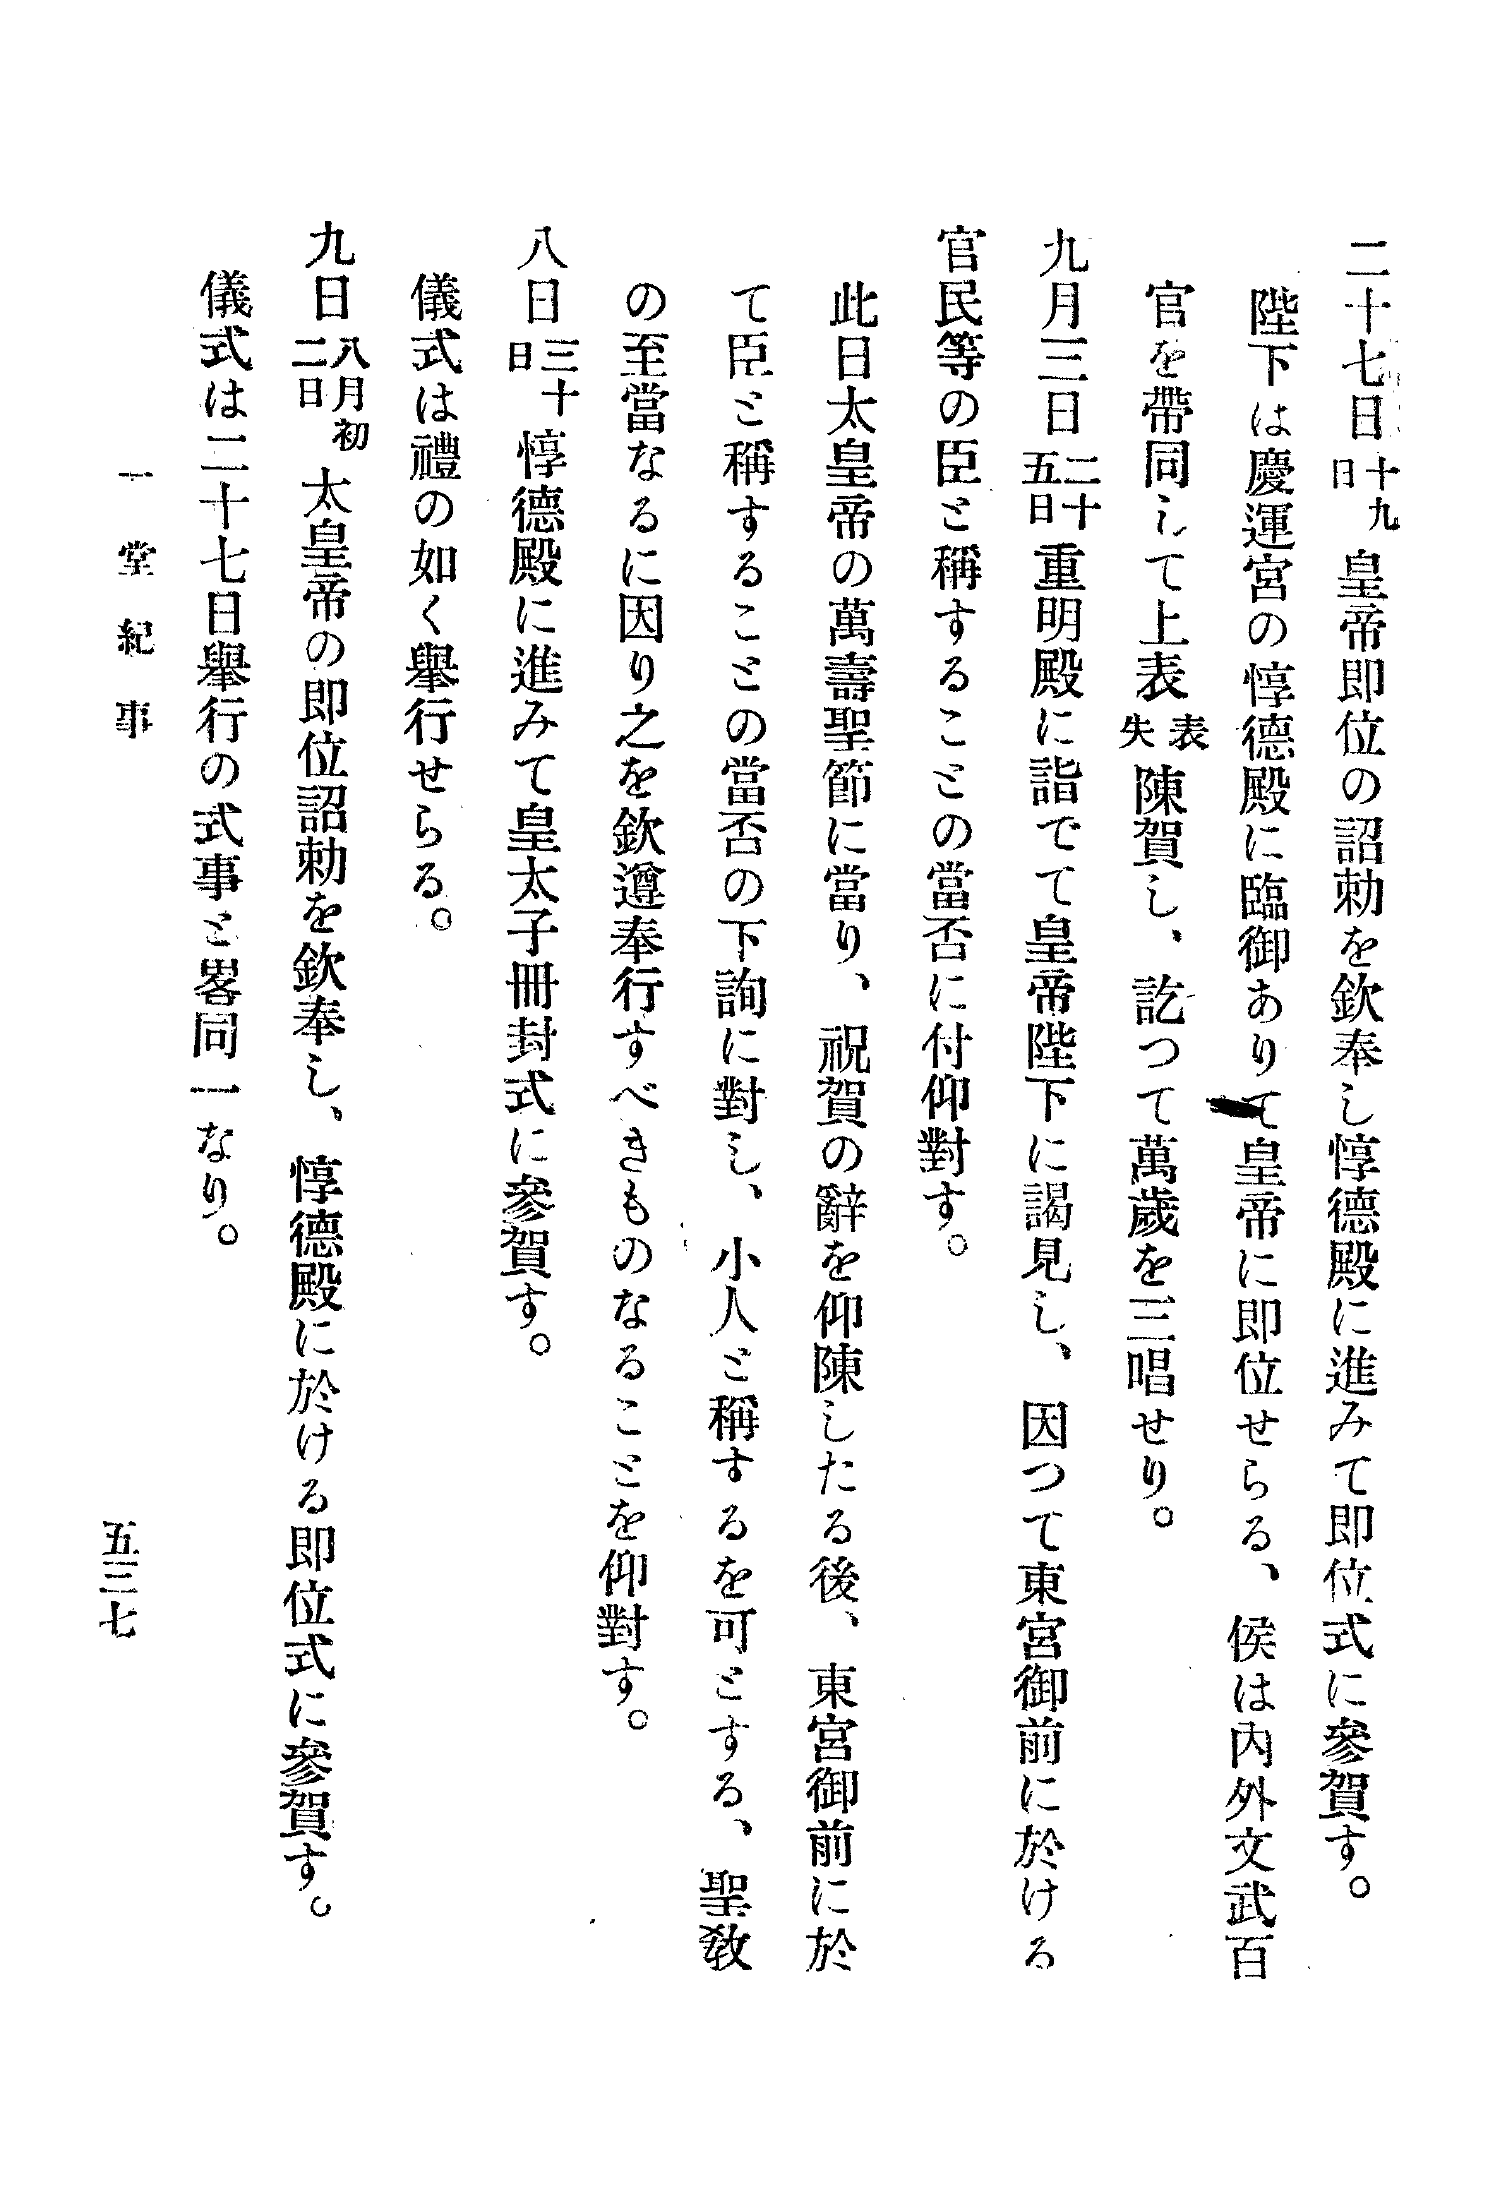 二十七日十九日皇帝即位の詔勅を欽奉し惇德殿に進みて即位式に參賀す。
陛下は慶運宮の惇德殿に臨御ありて皇帝に即位せらる、侯は內外文武百
官を帶同して上表表失陳賀し、訖つて萬歲を三唱せり。
九月三日二十五日重明殿に詣でて皇帝陛下に謁見し、因つて東宮御前に於ける
官民等の臣と稱することの當否に付仰對す。
此日太皇帝の萬壽聖節に當り、祝賀の辭を仰陳したる後、東宮御前に於
て臣と稱することの當否の下詢に對し、小人と稱するを可とする、聖敎
の至當なるに因り之を欽遵奉行すべきものなることを仰對す。
八日三十日惇德殿に進みて皇太子冊封式に參賀す。
儀式は禮の如く擧行せらる。
九日八月初二日太皇帝の即位詔勅を欽奉し、惇德殿に於ける即位式に參賀す。
儀式は二十七日擧行の式事と畧同一なり。
一堂紀事
五三七